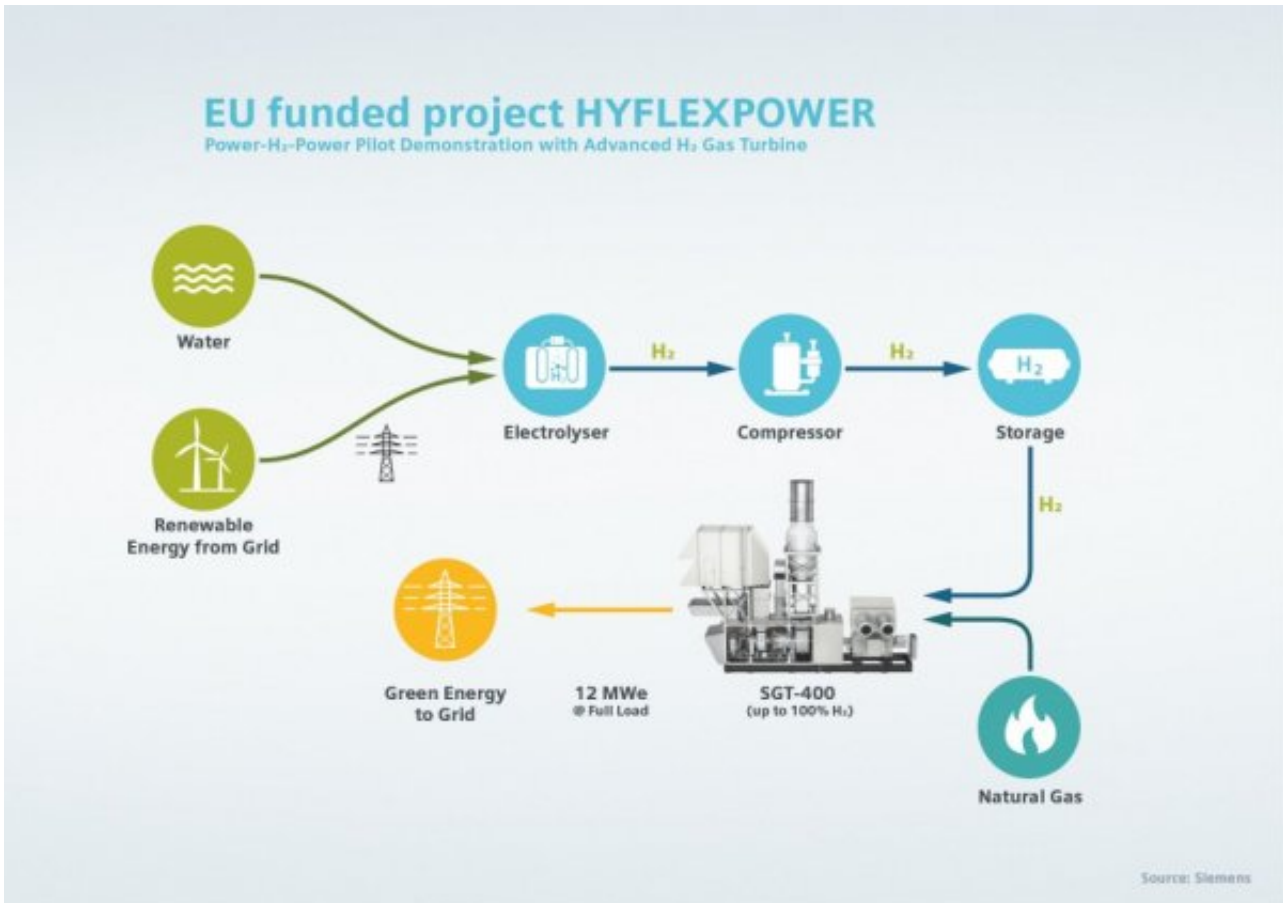 EU funded project HYFLEXPOWER
Power-H₂-Power Pilot Demonstration with Advanced H₂ Gas Turbine
Water
Renewable
Energy from Grid
H₂
Electrolyser
H₂
Compressor
H₂
Storage
H₂
H₂
Green Energy
to Grid
12 MWe
@ Full Load
SGT-400
(up to 100% H₂)
Natural Gas
Source: Siemens